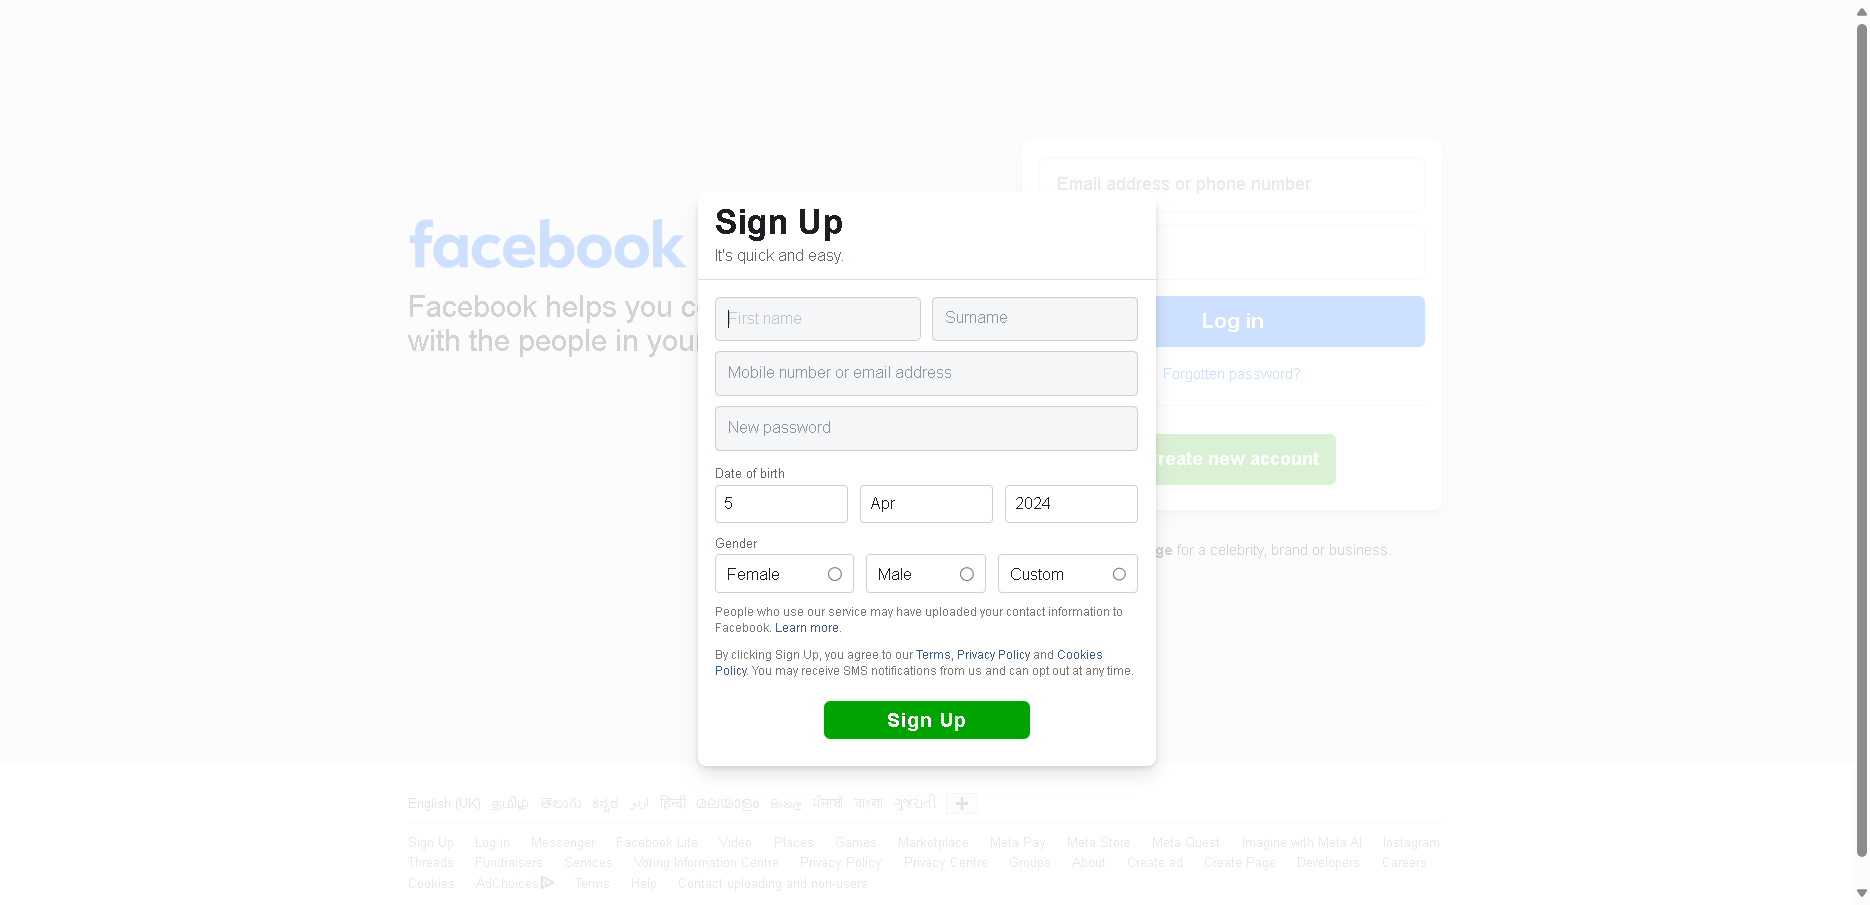 facebook
Facebook helps you c
with the people in your
Email address or phone number
Log in
Forgotten password?
reate new account
ge for a celebrity, brand or business.
Sign Up
It's quick and easy.
First name
Surname
Mobile number or email address
New password
Date of birth
5 Apr 2024
Gender
Female Male Custom
People who use our service may have uploaded your contact information to
Facebook. Learn more.
By clicking Sign Up, you agree to our Terms, Privacy Policy and Cookies
Policy. You may receive SMS notifications from us and can opt out at any time.
Sign Up
English (UK) தமிழ் తెలుగు ಕನ್ನಡ اردو हिन्दी മലയാളം සිංහල ਪੰਜਾਬੀ বাংলা ગુજરાતી
Sign Up Log in Messenger Facebook Lite Video Places Games Marketplace Meta Pay Meta Store Meta Quest Imagine with Meta AI Instagram
Threads Fundraisers Services Voting Information Centre Privacy Policy Privacy Centre Groups About Create ad Create Page Developers Careers
Cookies AdChoices Terms Help Contact uploading and non-users